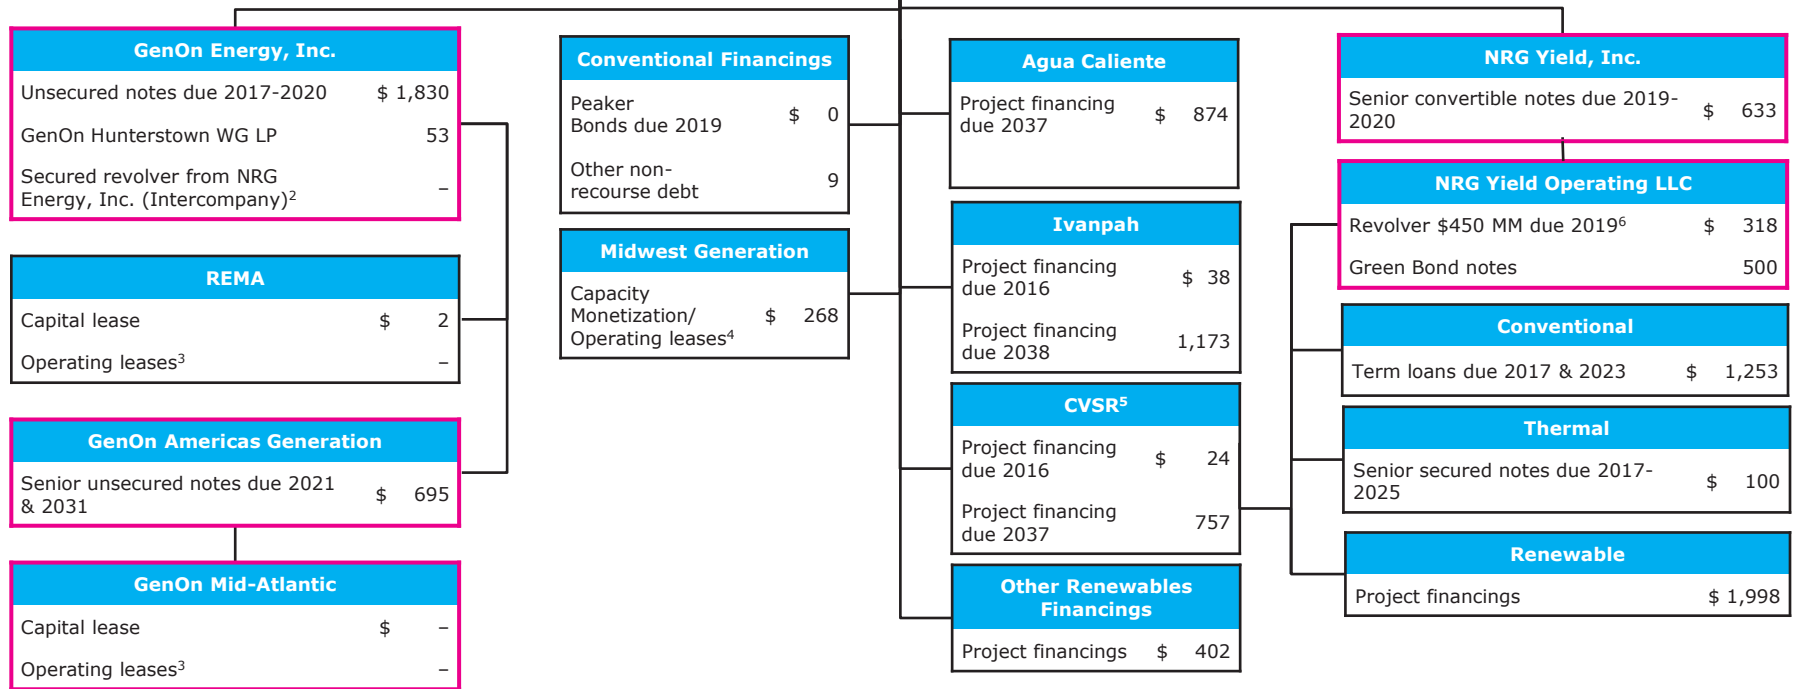 GenOn Energy, Inc.
Unsecured notes due 2017-2020 $ 1,830
GenOn Hunterstown WG LP 53
Secured revolver from NRG
Energy, Inc. (Intercompany)2 –
REMA
Capital lease $ 2
Operating leases3 –
GenOn Americas Generation
Senior unsecured notes due 2021
& 2031 $ 695
GenOn Mid-Atlantic
Capital lease $ –
Operating leases3 –
Conventional Financings
Peaker
Bonds due 2019 $ 0
Other non-
recourse debt 9
Midwest Generation
Capacity
Monetization/ $ 268
Operating leases4
Agua Caliente
Project financing
due 2037 $ 874
Ivanpah
Project financing
due 2016 $ 38
Project financing
due 2038 1,173
CVSR5
Project financing
due 2016 $ 24
Project financing
due 2037 757
Other Renewables
Financings
Project financings $ 402
NRG Yield, Inc.
Senior convertible notes due 2019-
2020 $ 633
NRG Yield Operating LLC
Revolver $450 MM due 20196 $ 318
Green Bond notes 500
Conventional
Term loans due 2017 & 2023 $ 1,253
Thermal
Senior secured notes due 2017-
2025 $ 100
Renewable
Project financings $ 1,998